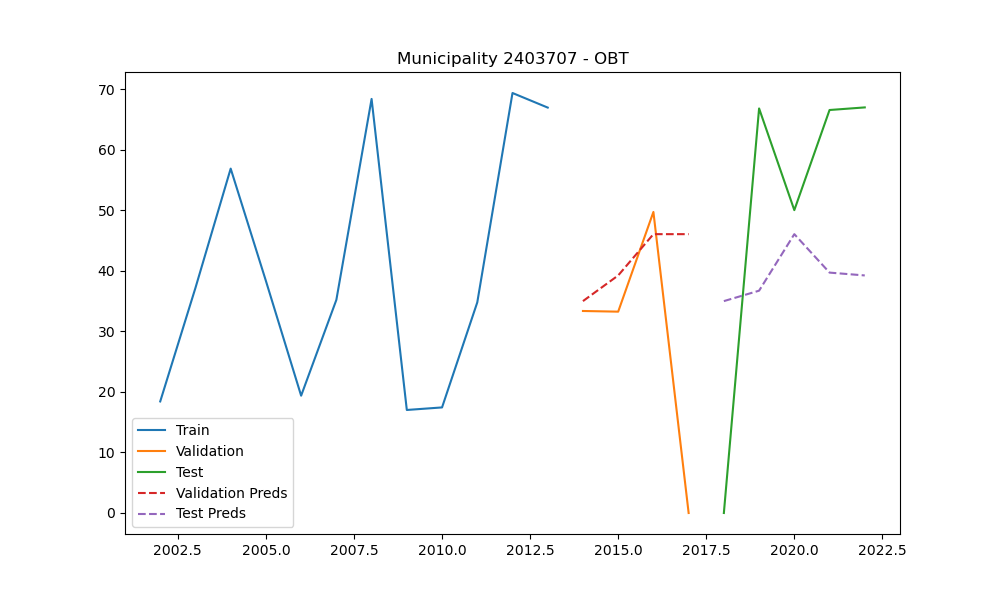 Municipality 2403707 - OBT
70
60
50
40
30
20
10
0
Train
Validation
Test
Validation Preds
Test Preds
2002.5 2005.0 2007.5 2010.0 2012.5 2015.0 2017.5 2020.0 2022.5